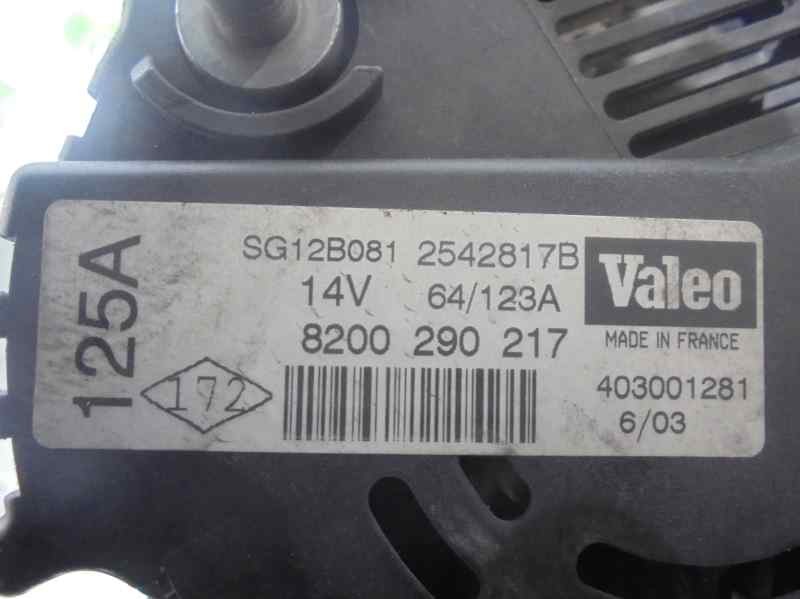 125A
SG12B081 2542817B
14V 64/123A
8200 290 217
172
Valeo
MADE IN FRANCE
403001281
6/03